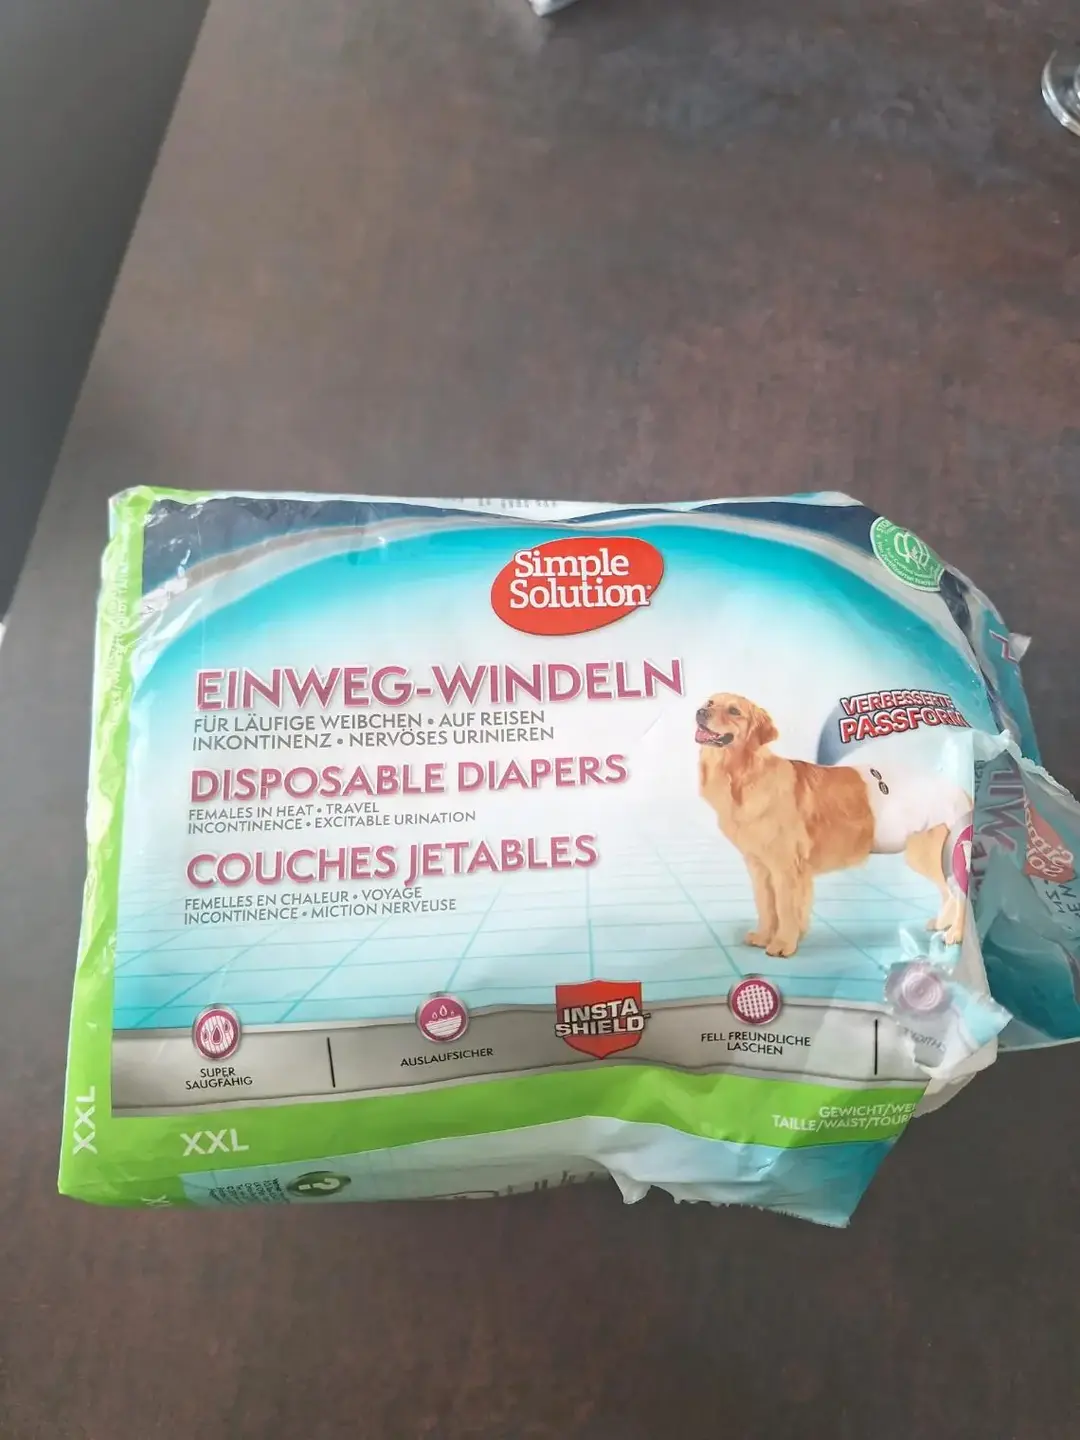 Simple
Solution
EINWEG-WINDELN
FÜR LÄUFIGE WEIBCHEN • AUF REISEN
INKONTINENZ • NERVÖSES URINIEREN
DISPOSABLE DIAPERS
FEMALES IN HEAT • TRAVEL
INCONTINENCE • EXCITABLE URINATION
COUCHES JETABLES
FEMELLES EN CHALEUR • VOYAGE
INCONTINENCE • MICTION NERVEUSE
VERBESSERTE
PASSFORM
SUPER
SAUGFÄHIG
AUSLAUFSICHER
INSTA
SHIELD
FELL FREUNDLICHE
LASCHEN
XXL
XXL
GEWICHT/WEI
TAILLE/WAIST/TOUR